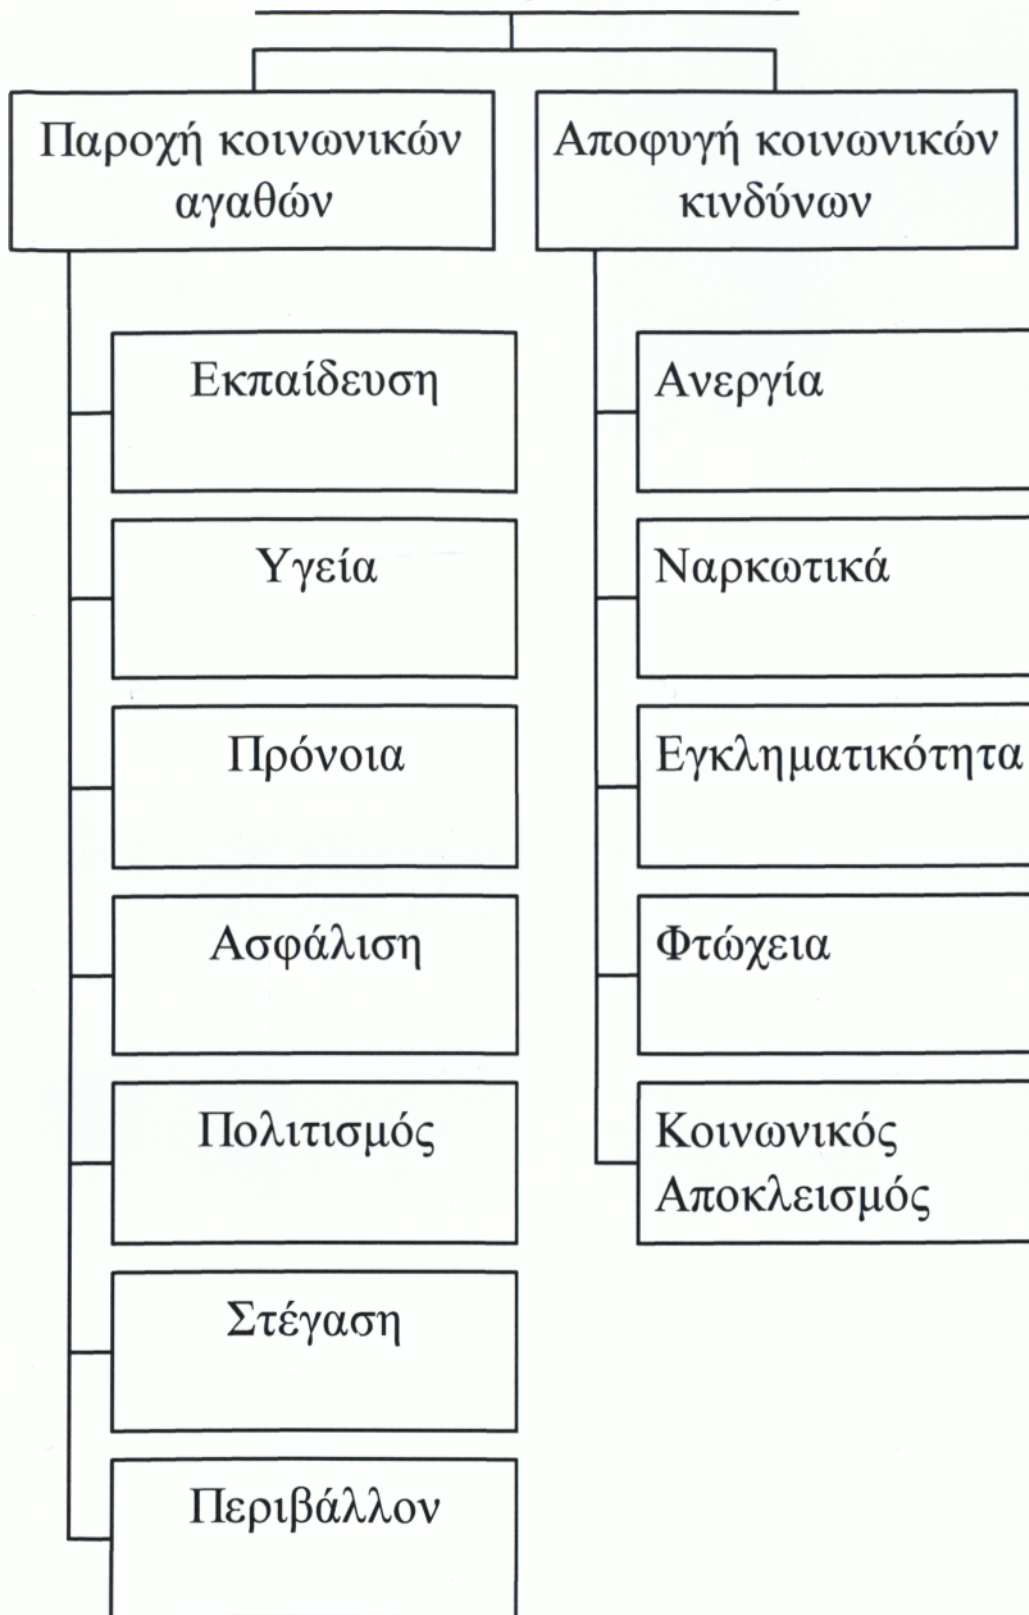 Παροχή κοινωνικών
αγαθών
Αποφυγή κοινωνικών
κινδύνων
Εκπαίδευση
Υγεία
Πρόνοια
Ασφάλιση
Πολιτισμός
Στέγαση
Περιβάλλον
Ανεργία
Ναρκωτικά
Εγκληματικότητα
Φτώχεια
Κοινωνικός
Αποκλεισμός